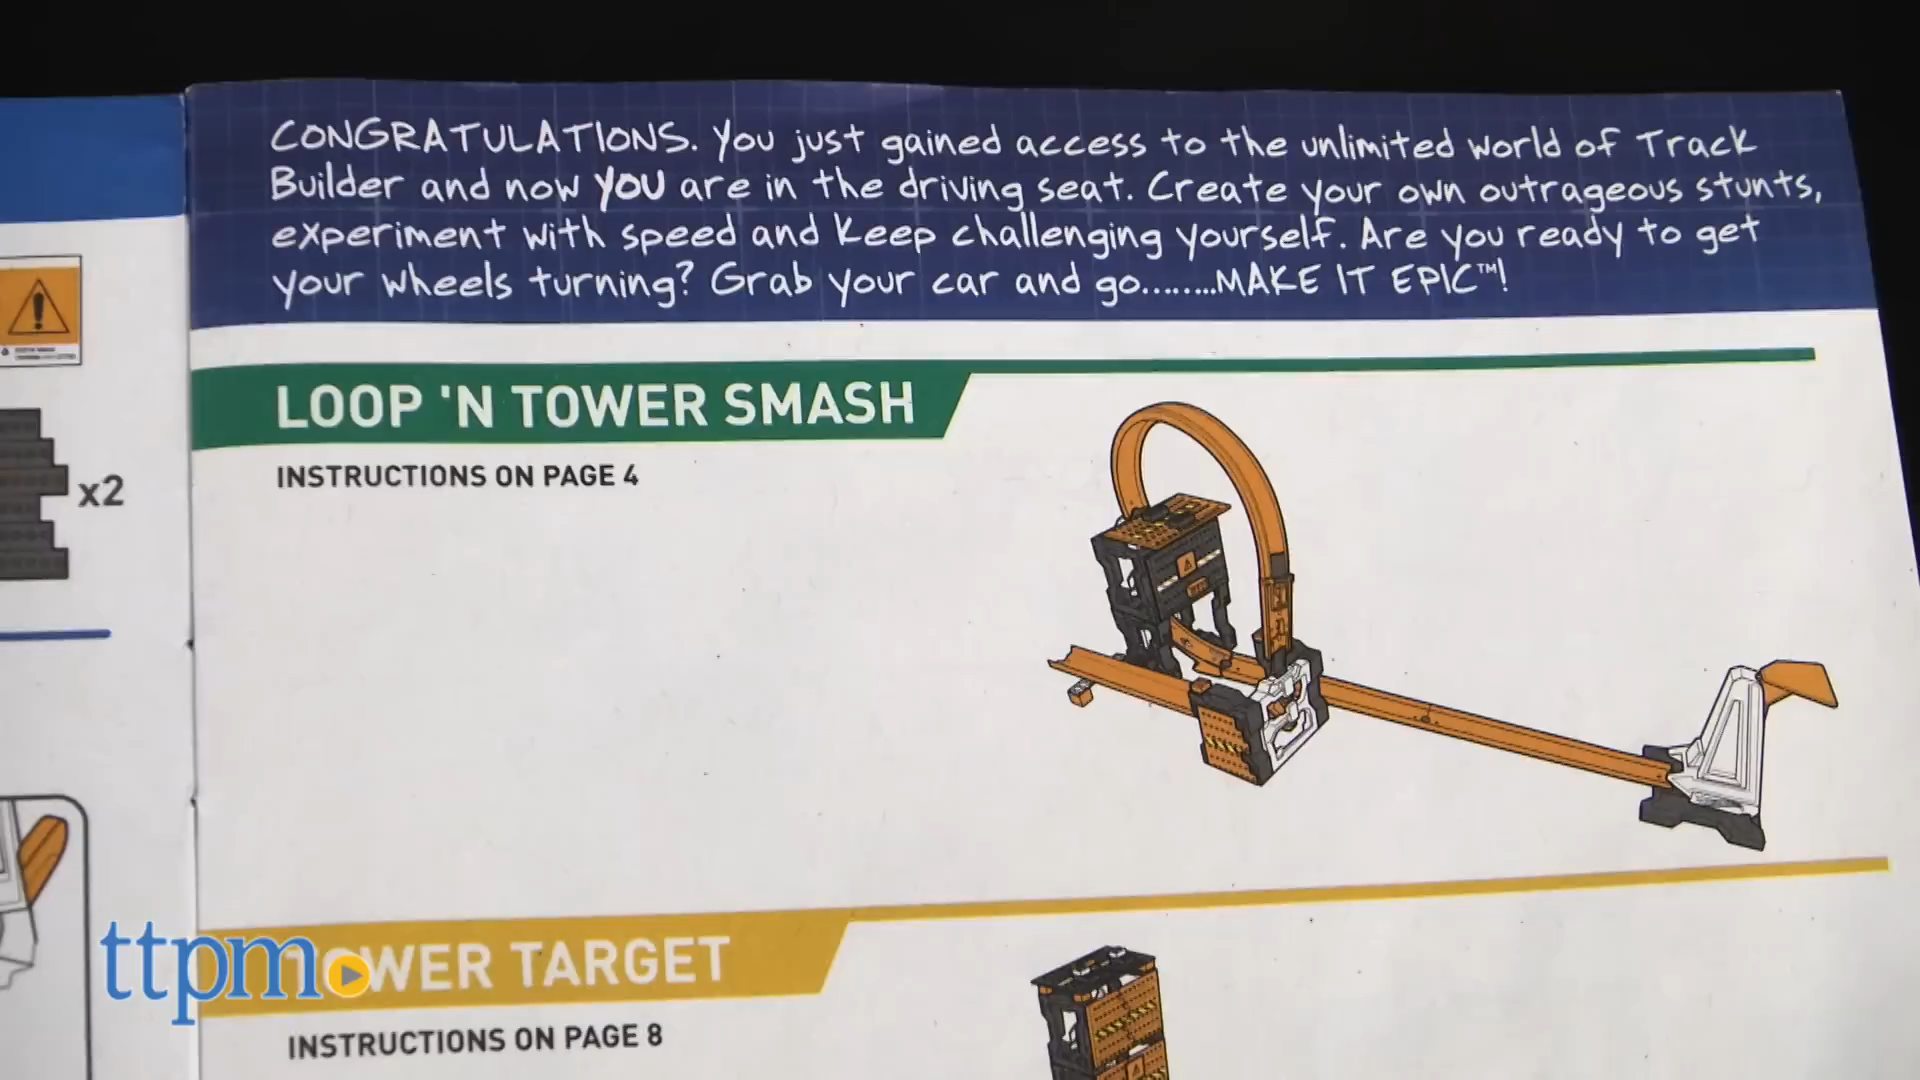 CONGRATULATIONS. You just gained access to the unlimited world of Track
Builder and now YOU are in the driving seat. Create your own outrageous stunts,
experiment with speed and keep challenging yourself. Are you ready to get
your wheels turning? Grab your car and go........MAKE IT EPIC™!
LOOP 'N TOWER SMASH
INSTRUCTIONS ON PAGE 4
x2
TOWER TARGET
INSTRUCTIONS ON PAGE 8
ttpm